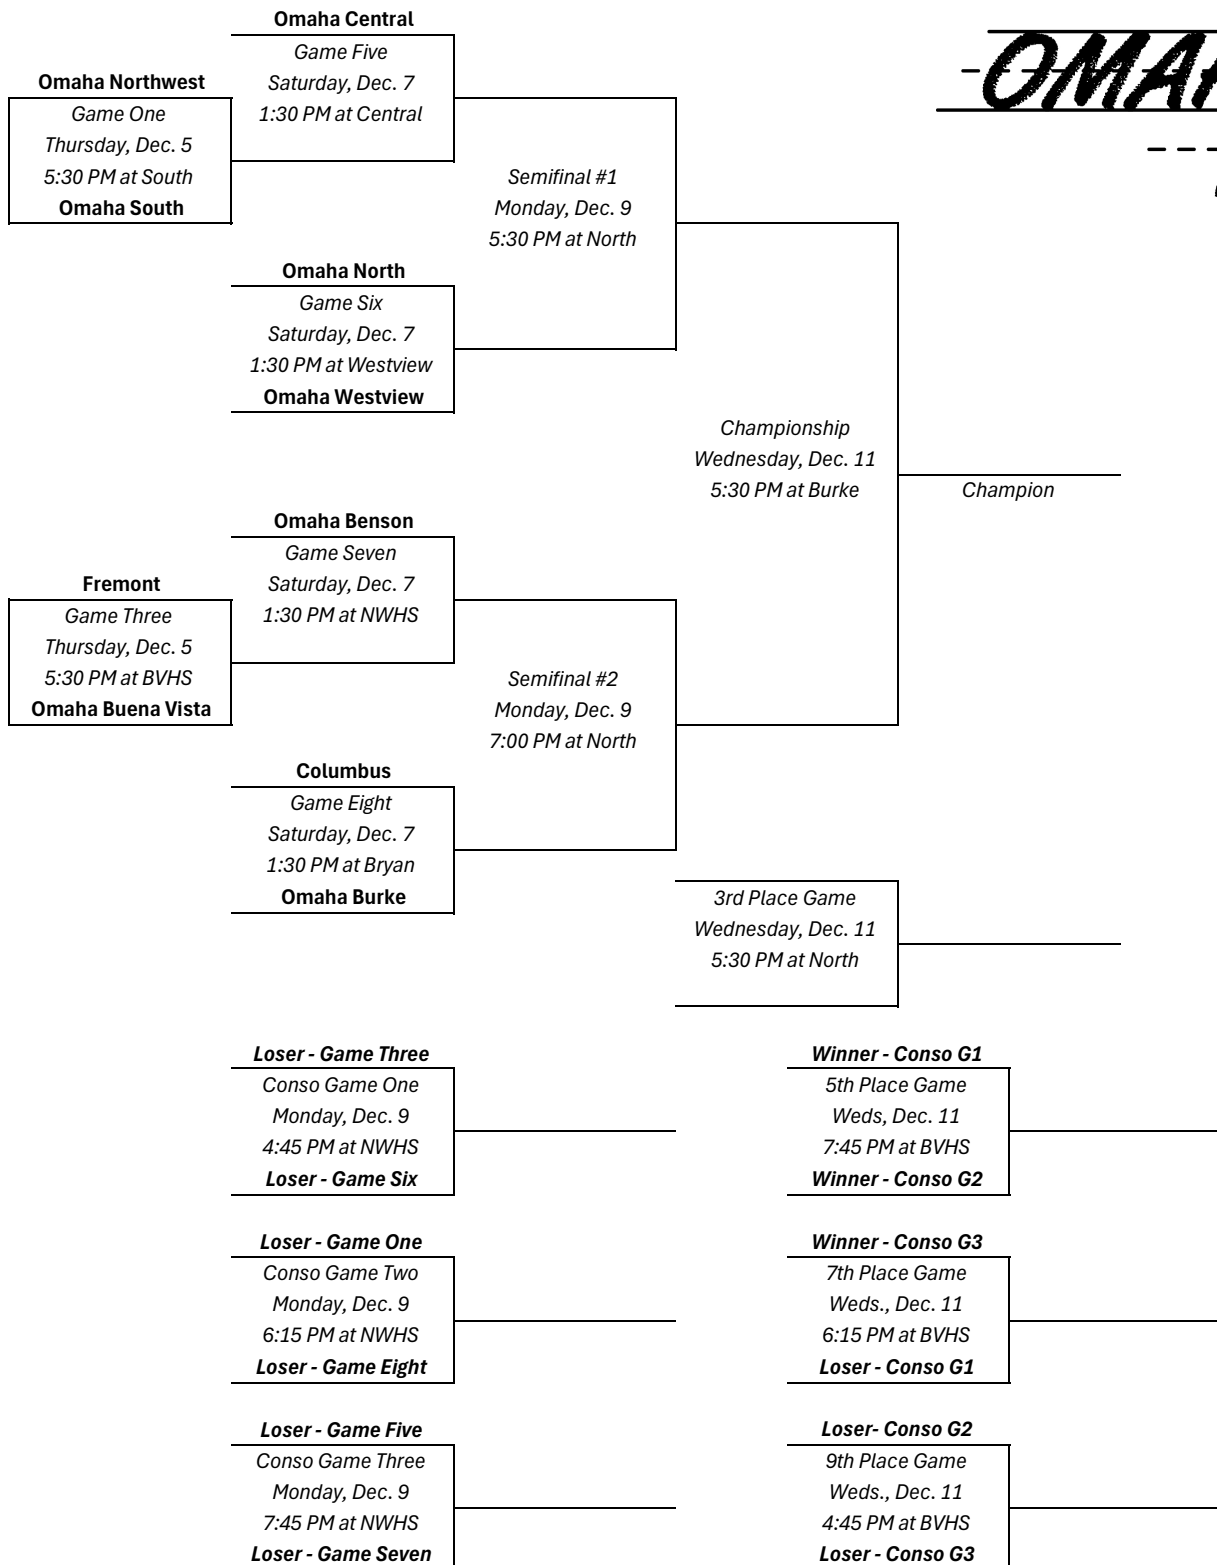 Omaha Central
Game Five
Saturday, Dec. 7
1:30 PM at Central
Omaha Northwest
Game One
Thursday, Dec. 5
5:30 PM at South
Omaha South
Semifinal #1
Monday, Dec. 9
5:30 PM at North
Omaha North
Game Six
Saturday, Dec. 7
1:30 PM at Westview
Omaha Westview
Championship
Wednesday, Dec. 11
5:30 PM at Burke
Champion
Omaha Benson
Game Seven
Saturday, Dec. 7
1:30 PM at NWHS
Fremont
Game Three
Thursday, Dec. 5
5:30 PM at BVHS
Omaha Buena Vista
Semifinal #2
Monday, Dec. 9
7:00 PM at North
Columbus
Game Eight
Saturday, Dec. 7
1:30 PM at Bryan
Omaha Burke
3rd Place Game
Wednesday, Dec. 11
5:30 PM at North
Loser - Game Three
Conso Game One
Monday, Dec. 9
4:45 PM at NWHS
Loser - Game Six
Winner - Conso G1
5th Place Game
Weds, Dec. 11
7:45 PM at BVHS
Winner - Conso G2
Loser - Game One
Conso Game Two
Monday, Dec. 9
6:15 PM at NWHS
Loser - Game Eight
Winner - Conso G3
7th Place Game
Weds., Dec. 11
6:15 PM at BVHS
Loser - Conso G1
Loser - Game Five
Conso Game Three
Monday, Dec. 9
7:45 PM at NWHS
Loser - Game Seven
Loser- Conso G2
9th Place Game
Weds., Dec. 11
4:45 PM at BVHS
Loser - Conso G3